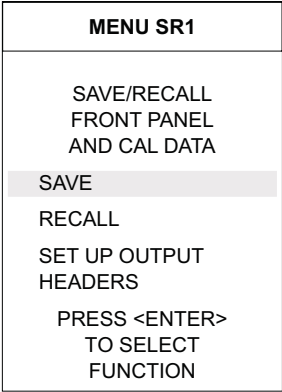 MENU SR1
SAVE/RECALL
FRONT PANEL
AND CAL DATA
SAVE
RECALL
SET UP OUTPUT
HEADERS
PRESS <ENTER>
TO SELECT
FUNCTION